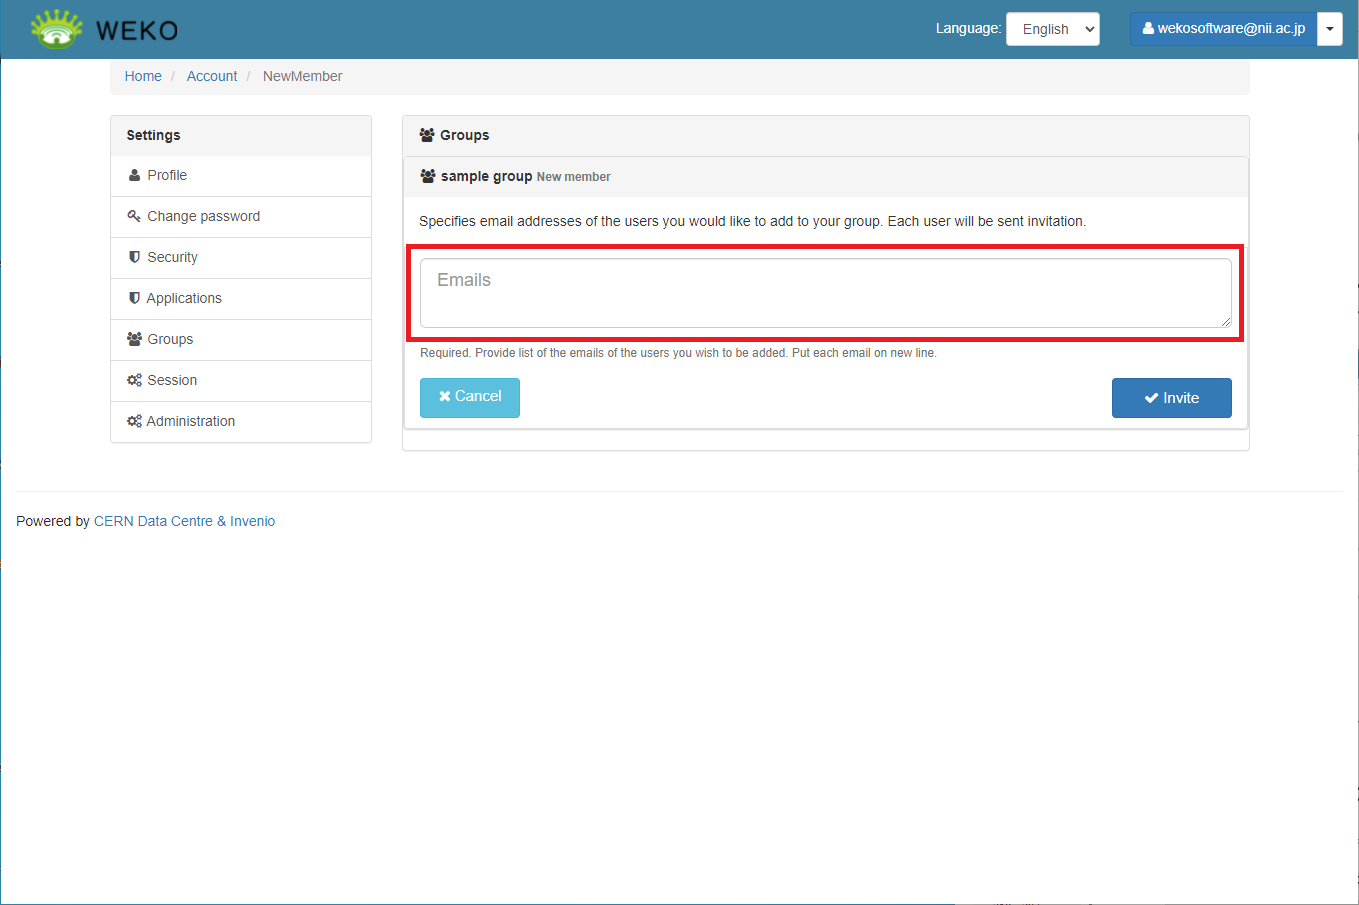 WEKO
Language: English
wekosoftware@nii.ac.jp
Home / Account / NewMember
Settings
Profile
Change password
Security
Applications
Groups
Session
Administration
Groups
sample group New member
Specifies email addresses of the users you would like to add to your group. Each user will be sent invitation.
Emails
Required. Provide list of the emails of the users you wish to be added. Put each email on new line.
Cancel
Invite
Powered by CERN Data Centre & Invenio